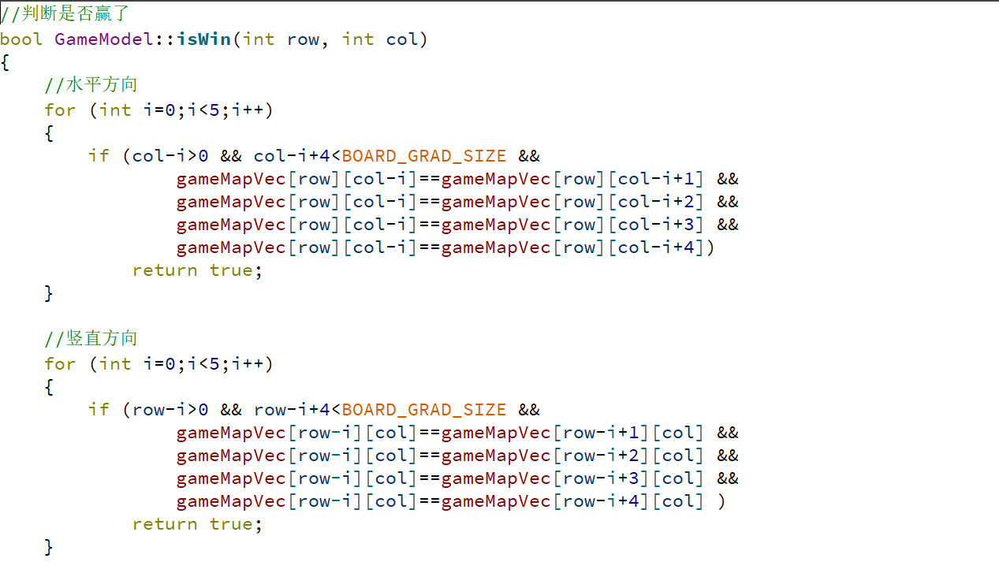 //判断是否赢了
bool GameModel::isWin(int row, int col)
{
    //水平方向
    for (int i=0;i<5;i++)
    {
        if (col-i>0 && col-i+4<BOARD_GRAD_SIZE &&
                gameMapVec[row][col-i]==gameMapVec[row][col-i+1] &&
                gameMapVec[row][col-i]==gameMapVec[row][col-i+2] &&
                gameMapVec[row][col-i]==gameMapVec[row][col-i+3] &&
                gameMapVec[row][col-i]==gameMapVec[row][col-i+4])
            return true;
    }

    //竖直方向
    for (int i=0;i<5;i++)
    {
        if (row-i>0 && row-i+4<BOARD_GRAD_SIZE &&
                gameMapVec[row-i][col]==gameMapVec[row-i+1][col] &&
                gameMapVec[row-i][col]==gameMapVec[row-i+2][col] &&
                gameMapVec[row-i][col]==gameMapVec[row-i+3][col] &&
                gameMapVec[row-i][col]==gameMapVec[row-i+4][col] )
            return true;
    }